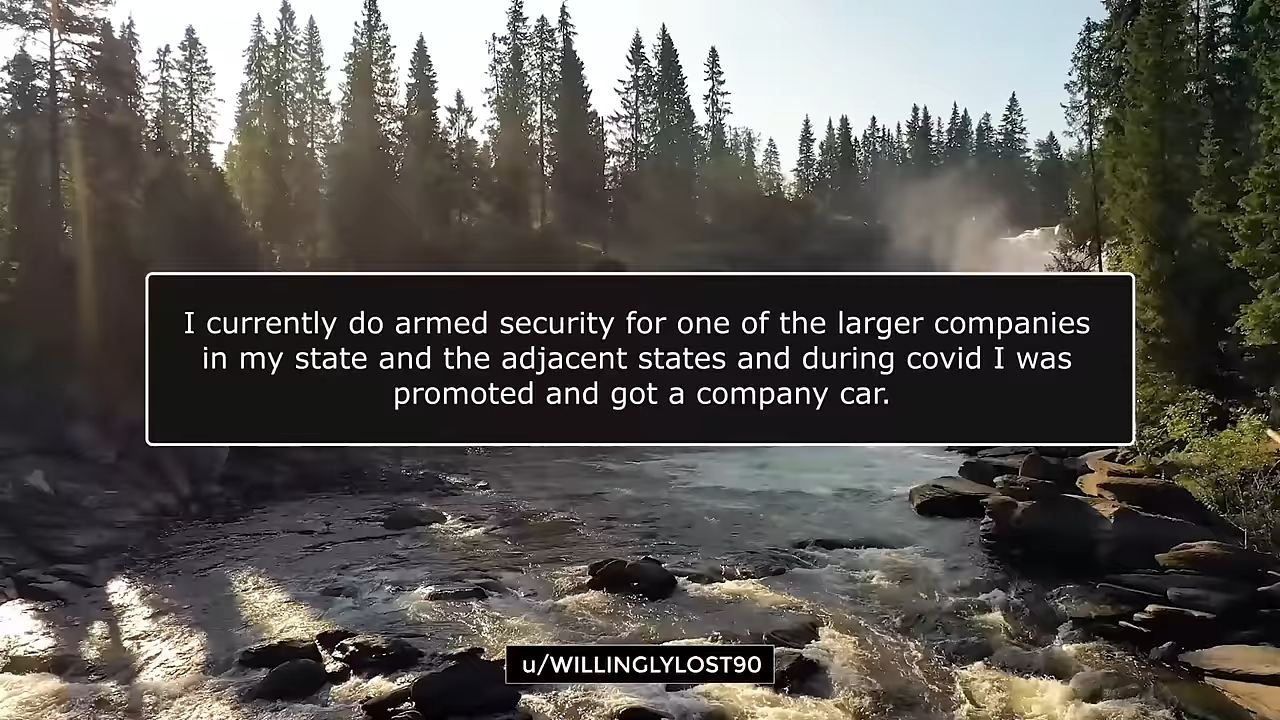 I currently do armed security for one of the larger companies
in my state and the adjacent states and during covid I was
promoted and got a company car.
u/WILLINGLYLOST90